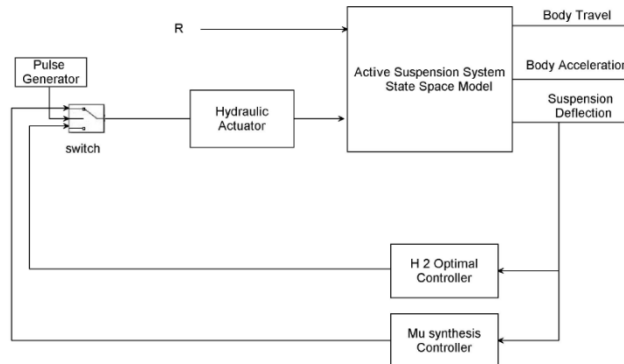 Body Travel
R
Pulse
Generator
Active Suspension System
State Space Model
Body Acceleration
Suspension
Deflection
Hydraulic
Actuator
switch
H 2 Optimal
Controller
Mu synthesis
Controller